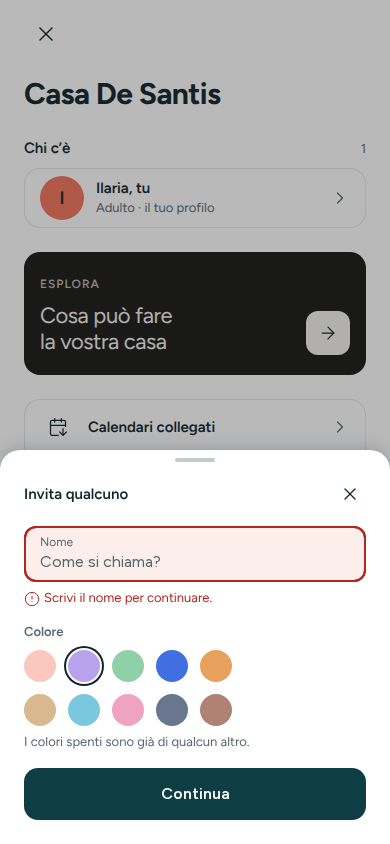 Casa De Santis
Chi c'è
1
I
Ilaria, tu
Adulto · il tuo profilo
ESPLORA
Cosa può fare
la vostra casa
Calendari collegati
Invita qualcuno
Nome
Come si chiama?
Scrivi il nome per continuare.
Colore
I colori spenti sono già di qualcun altro.
Continua